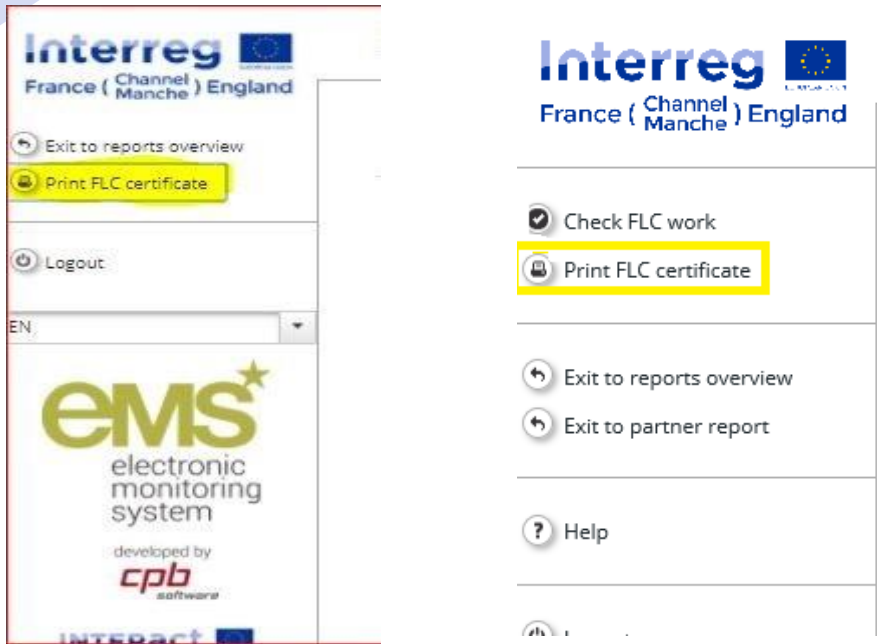 Interreg
France ( Channel Manche ) England
Exit to reports overview
Print FLC certificate
Logout
EN
eMS
electronic
monitoring
system
developed by
cpb
software
INTERact
Interreg
France ( Channel Manche ) England
Check FLC work
Print FLC certificate
Exit to reports overview
Exit to partner report
Help